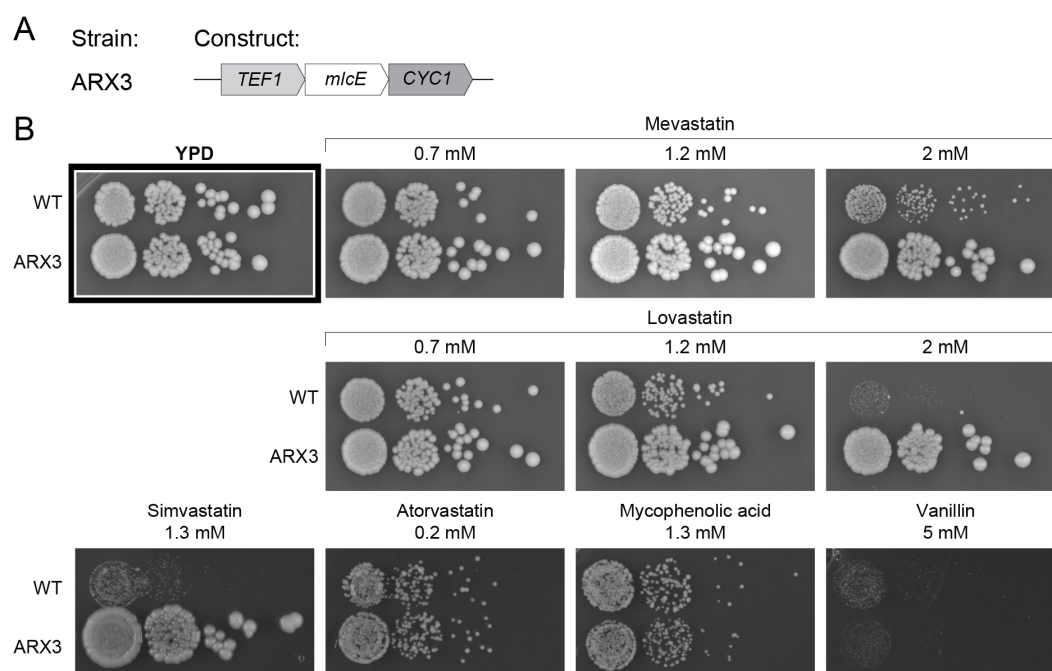 A
Strain: Construct:
ARX3 TEF1 mlcE CYC1
B
Mevastatin
YPD 0.7 mM 1.2 mM 2 mM
WT
ARX3
Lovastatin
0.7 mM 1.2 mM 2 mM
WT
ARX3
Simvastatin Atorvastatin Mycophenolic acid Vanillin
1.3 mM 0.2 mM 1.3 mM 5 mM
WT
ARX3